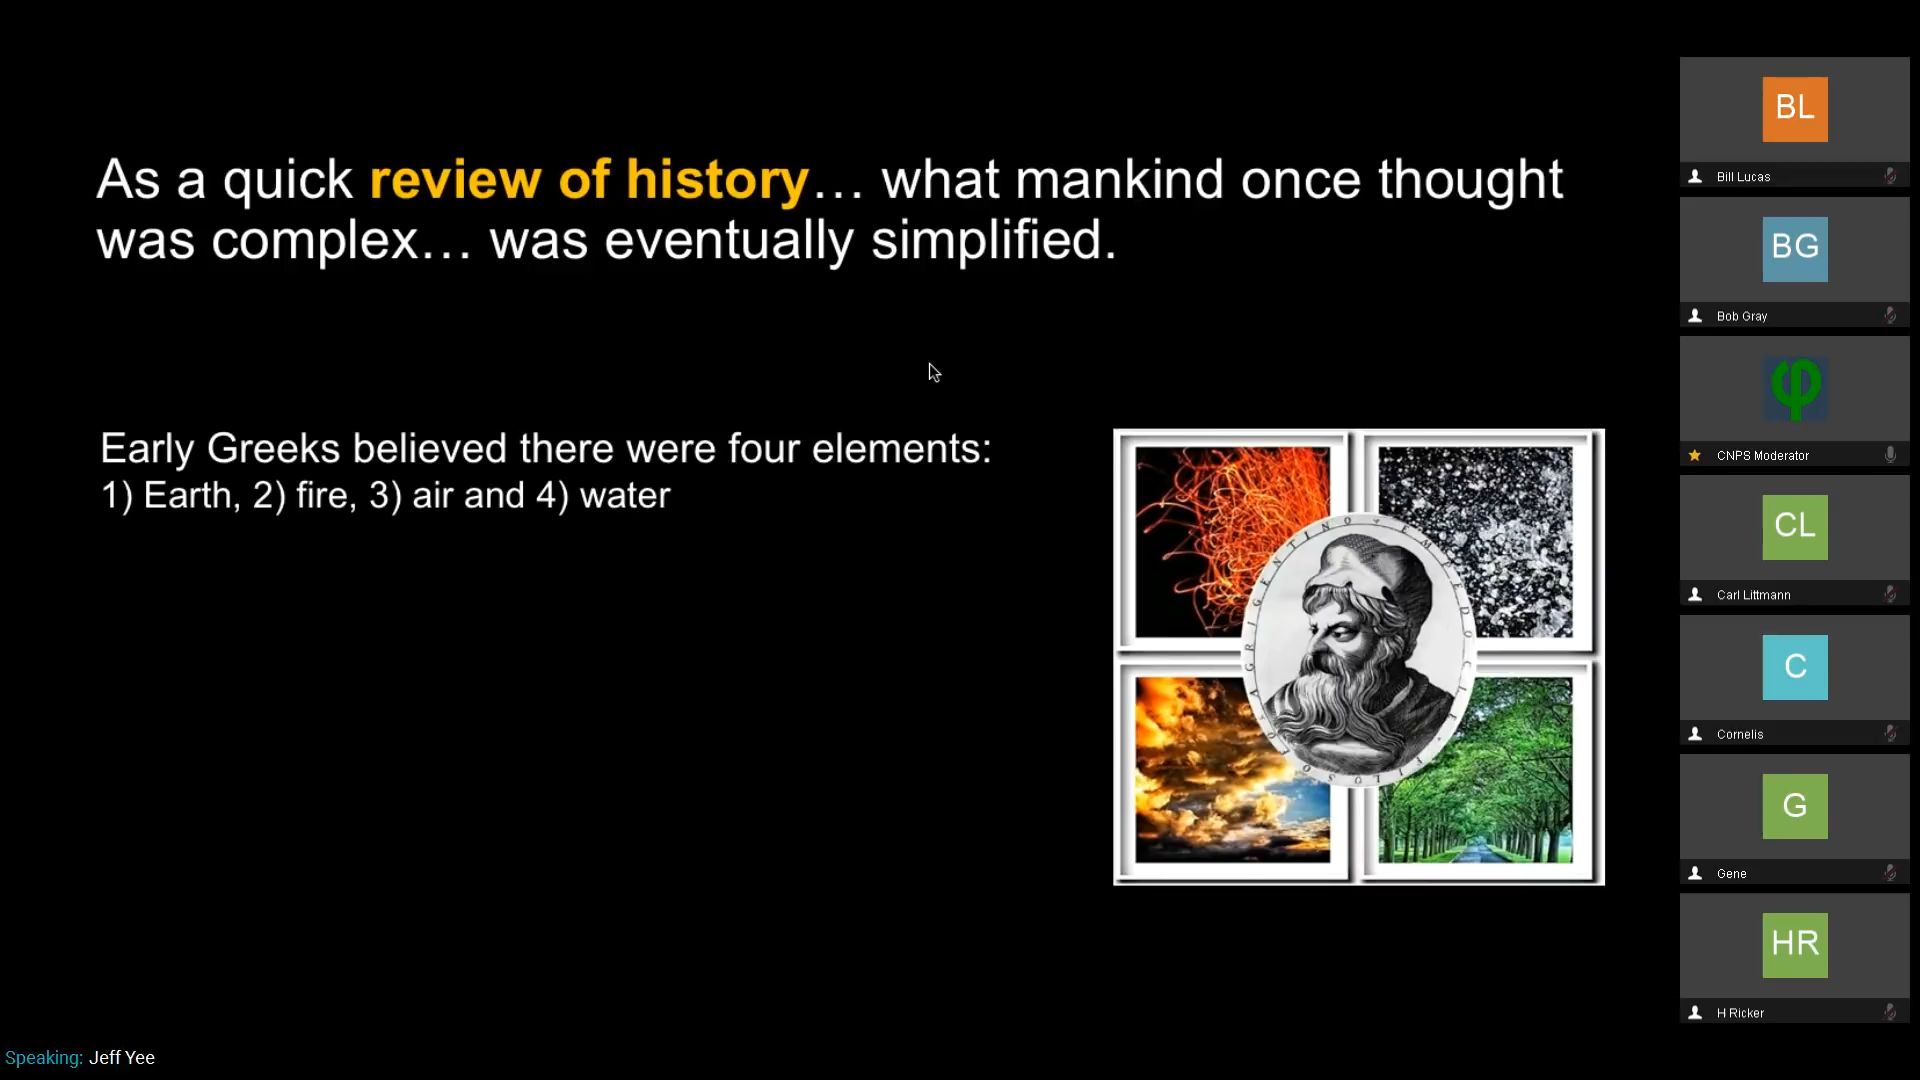 As a quick review of history… what mankind once thought
was complex… was eventually simplified.
Early Greeks believed there were four elements:
1) Earth, 2) fire, 3) air and 4) water
BL
Bill Lucas
BG
Bob Gray
φ
CNPS Moderator
CL
Carl Littmann
C
Cornelis
G
Gene
HR
H Ricker
Speaking: Jeff Yee